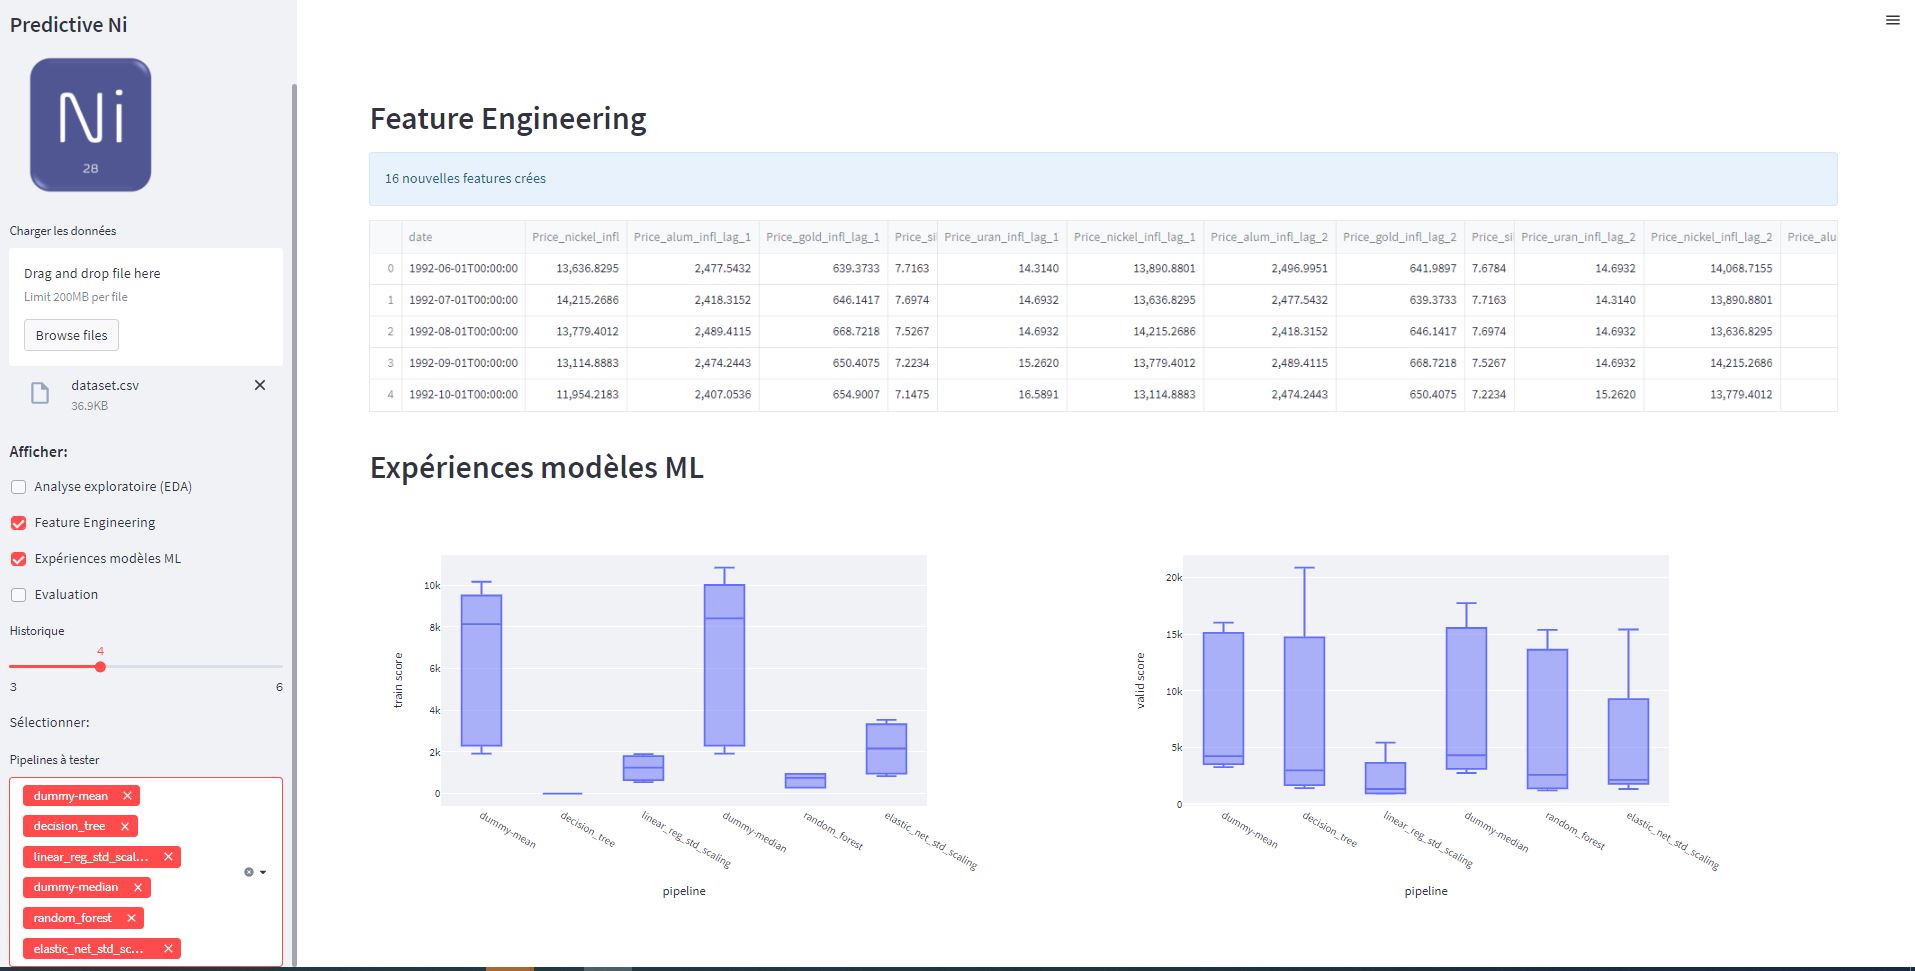 Predictive Ni
Ni
28
Charger les données
Drag and drop file here
Limit 200MB per file
Browse files
dataset.csv
36.9KB
Afficher:
Analyse exploratoire (EDA)
Feature Engineering
Expériences modèles ML
Evaluation
Historique
4
3 6
Sélectionner:
Pipelines à tester
dummy-mean
decision_tree
linear_reg_std_scal...
dummy-median
random_forest
elastic_net_std_sc...
Feature Engineering
16 nouvelles features crées
date Price_nickel_infl Price_alum_infl_lag_1 Price_gold_infl_lag_1 Price_sil Price_uran_infl_lag_1 Price_nickel_infl_lag_1 Price_alum_infl_lag_2 Price_gold_infl_lag_2 Price_sil Price_uran_infl_lag_2 Price_nickel_infl_lag_2 Price_alu
0 1992-06-01T00:00:00 13,636.8295 2,477.5432 639.3733 7.7163 14.3140 13,890.8801 2,496.9951 641.9897 7.6784 14.6932 14,068.7155
1 1992-07-01T00:00:00 14,215.2686 2,418.3152 646.1417 7.6974 14.6932 13,636.8295 2,477.5432 639.3733 7.7163 14.3140 13,890.8801
2 1992-08-01T00:00:00 13,779.4012 2,489.4115 668.7218 7.5267 14.6932 14,215.2686 2,418.3152 646.1417 7.6974 14.6932 13,636.8295
3 1992-09-01T00:00:00 13,114.8883 2,474.2443 650.4075 7.2234 15.2620 13,779.4012 2,489.4115 668.7218 7.5267 14.6932 14,215.2686
4 1992-10-01T00:00:00 11,954.2183 2,407.0536 654.9007 7.1475 16.5891 13,114.8883 2,474.2443 650.4075 7.2234 15.2620 13,779.4012
Expériences modèles ML
train score
10k
8k
6k
4k
2k
0
dummy-mean decision_tree linear_reg_std_scaling dummy-median random_forest elastic_net_std_scaling
pipeline
valid score
20k
15k
10k
5k
0
dummy-mean decision_tree linear_reg_std_scaling dummy-median random_forest elastic_net_std_scaling
pipeline